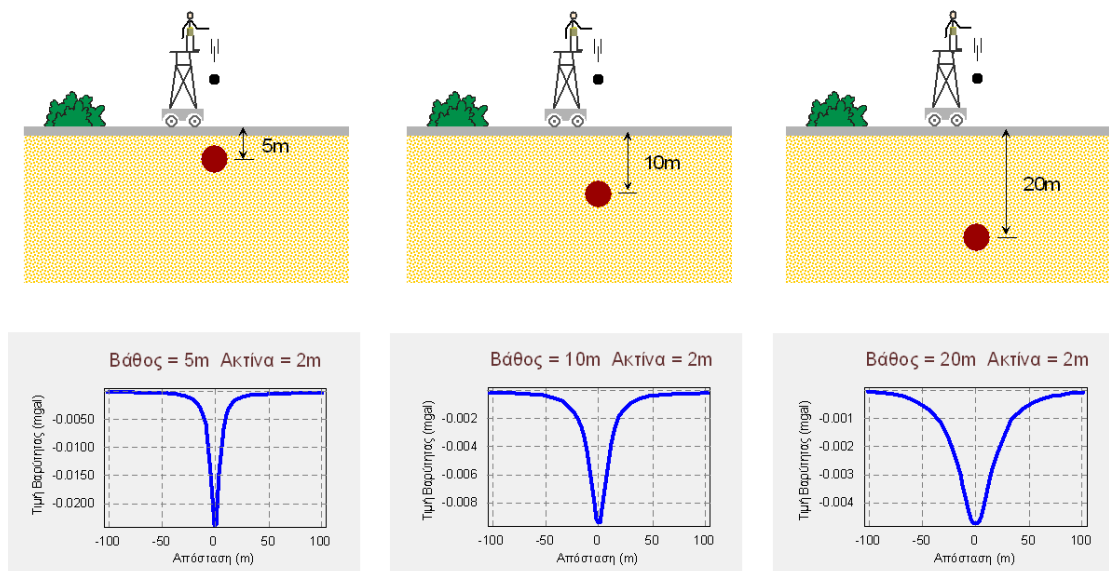 5m
10m
20m
Βάθος = 5m Ακτίνα = 2m
Τιμή Βαρύτητας (mgal)
-0.0050
-0.0100
-0.0150
-0.0200
-100 -50 0 50 100
Απόσταση (m)
Βάθος = 10m Ακτίνα = 2m
Τιμή Βαρύτητας (mgal)
-0.002
-0.004
-0.006
-0.008
-100 -50 0 50 100
Απόσταση (m)
Βάθος = 20m Ακτίνα = 2m
Τιμή Βαρύτητας (mgal)
-0.001
-0.002
-0.003
-0.004
-100 -50 0 50 100
Απόσταση (m)